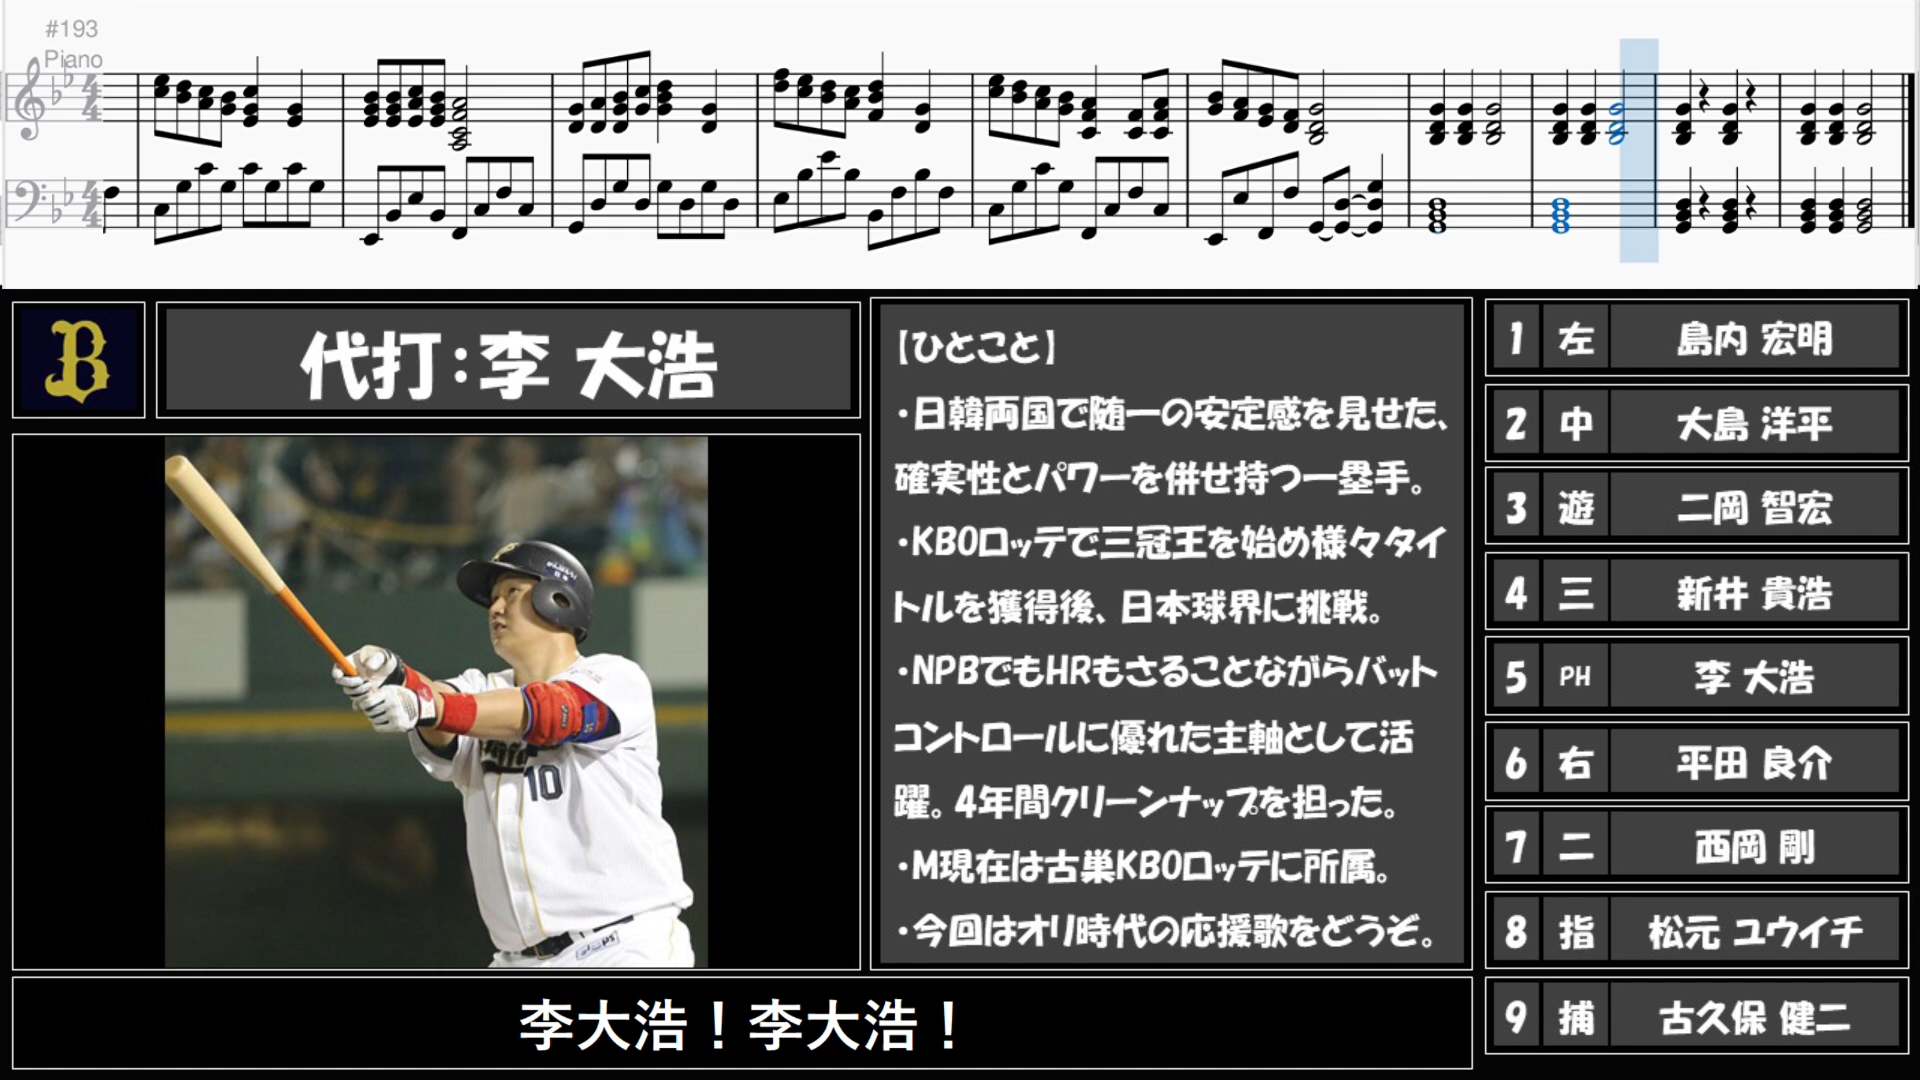 #193
Piano
B
代打:李 大浩
10
【ひとこと】
・日韓両国で随一の安定感を見せた、
確実性とパワーを併せ持つ一塁手。
・KBOロッテで三冠王を始め様々タイ
トルを獲得後、日本球界に挑戦。
・NPBでもHRもさることながらバット
コントロールに優れた主軸として活
躍。4年間クリーンナップを担った。
・M現在は古巣KBOロッテに所属。
・今回はオリ時代の応援歌をどうぞ。
1 左 島内 宏明
2 中 大島 洋平
3 遊 二岡 智宏
4 三 新井 貴浩
5 PH 李 大浩
6 右 平田 良介
7 二 西岡 剛
8 指 松元 ユウイチ
9 捕 古久保 健二
李大浩！李大浩！